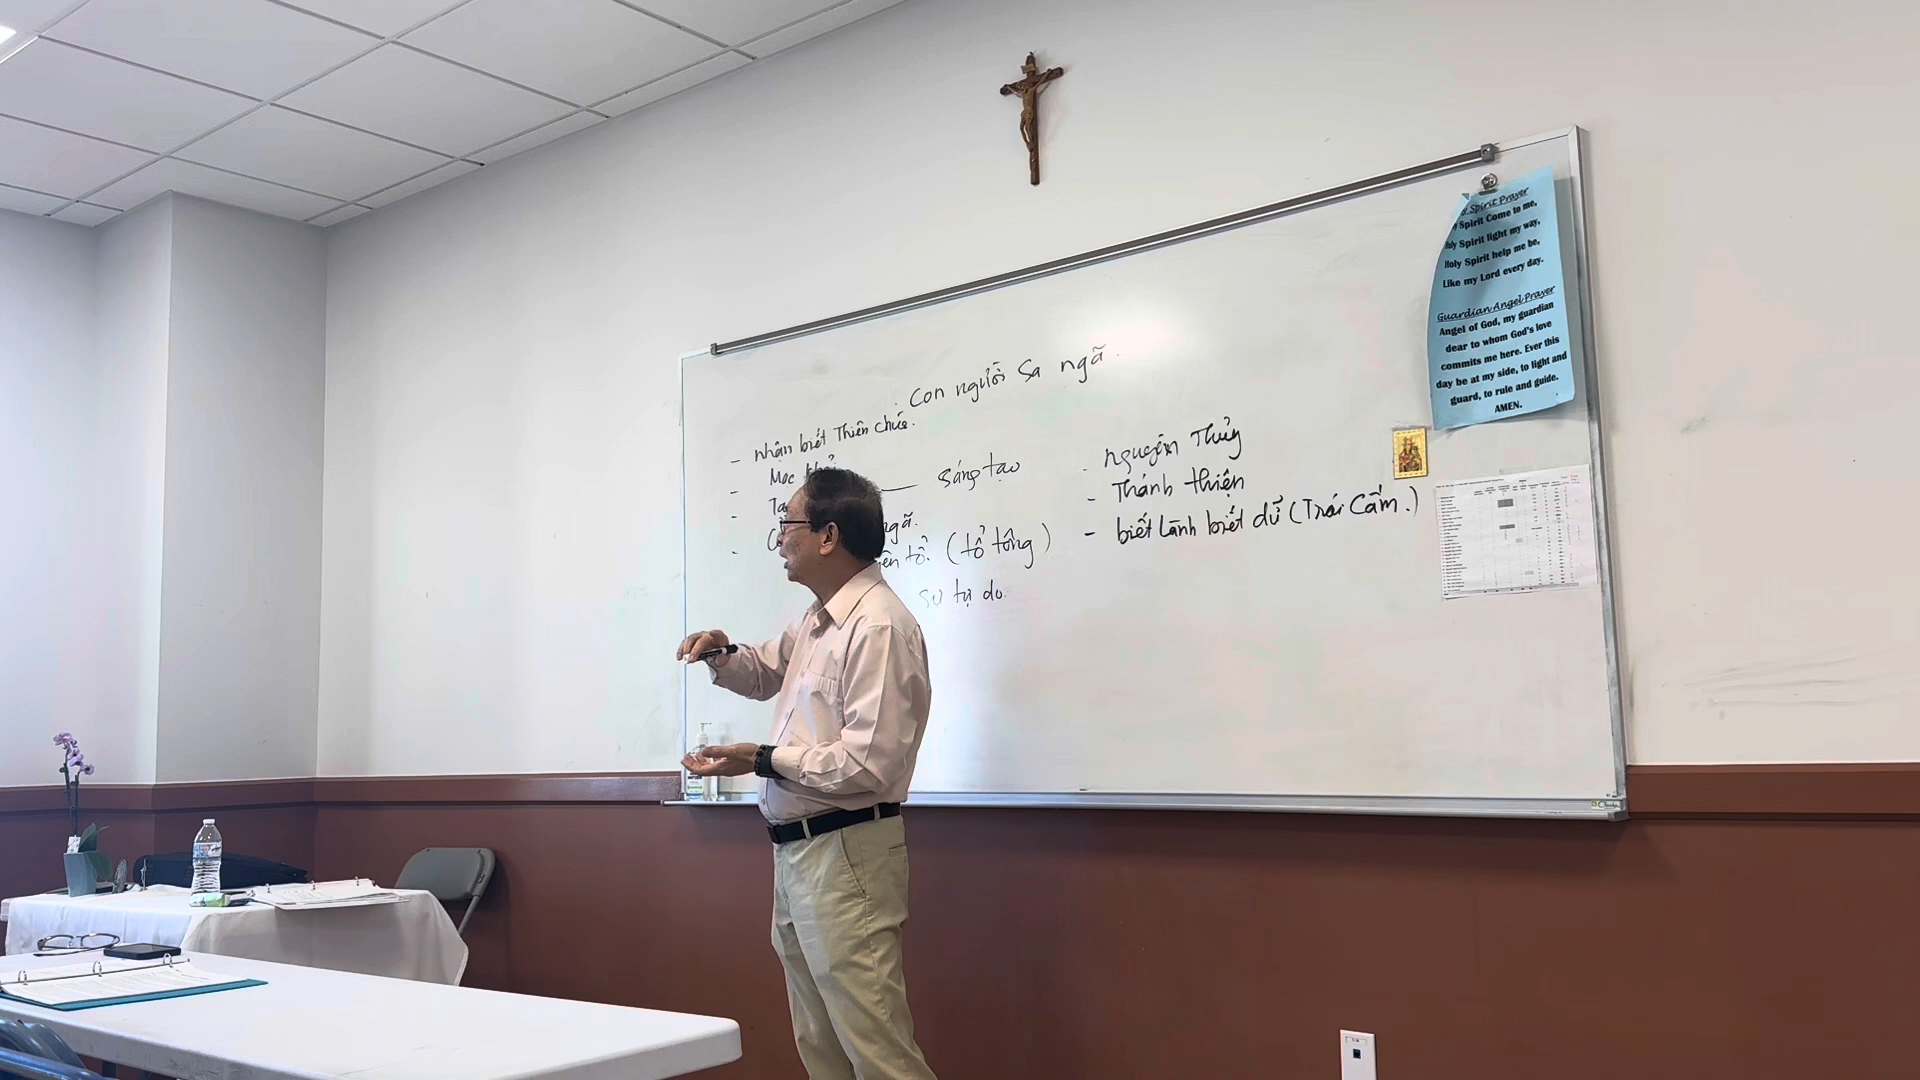 Con người Sa ngã.
- nhận biết Thiên chúa.
- Mạc khải
- sáng tạo
ngã.
tổ. (tổ tông)
sự tự do.
- nguyên Thủy
- Thánh thiện
- biết Lành biết dữ (Trái Cấm.)
Spirit Prayer
Spirit Come to me,
Holy Spirit light my way,
Holy Spirit help me be,
Like my Lord every day.
Guardian Angel Prayer
Angel of God, my guardian
dear to whom God's love
commits me here. Ever this
day be at my side, to light and
guard, to rule and guide.
AMEN.